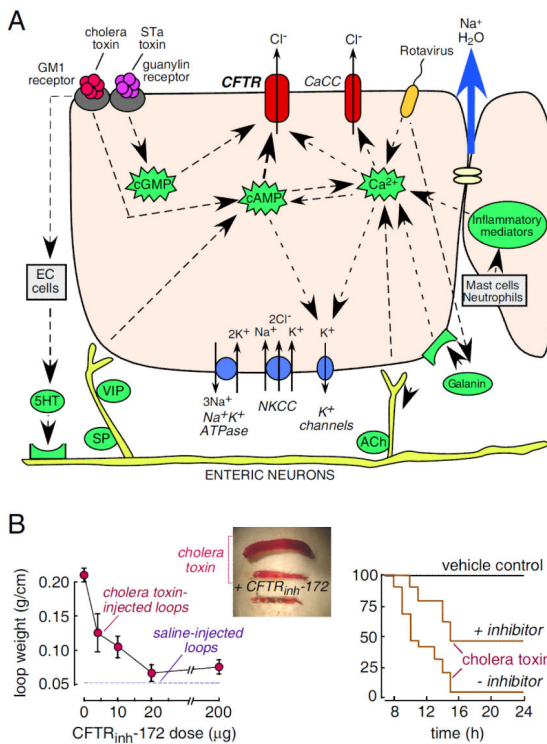 A
cholera
toxin
STa
toxin
GM1
receptor
guanylin
receptor
Cl-
CFTR
Cl-
CaCC
Rotavirus
Na+
H2O
cGMP
cAMP
Ca2+
Inflammatory
mediators
Mast cells
Neutrophils
EC
cells
5HT
VIP
SP
2K+
3Na+
Na+K+
ATPase
2Cl-
Na+
K+
NKCC
K+
K+
channels
ACh
Galanin
ENTERIC NEURONS
B
loop weight (g/cm)
0.20
0.15
0.10
0.05
0
10
20
200
CFTRinh-172 dose (µg)
cholera toxin-
injected loops
saline-injected
loops
cholera
toxin
+ CFTRinh-172
100
75
50
25
0
8
12
16
20
24
time (h)
vehicle control
+ inhibitor
cholera toxin
- inhibitor